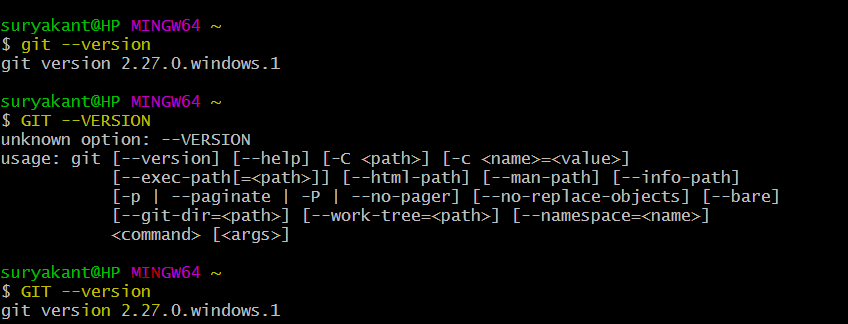 suryakant@HP MINGW64 ~
$ git --version
git version 2.27.0.windows.1
suryakant@HP MINGW64 ~
$ GIT --VERSION
unknown option: --VERSION
usage: git [--version] [--help] [-C <path>] [-c <name>=<value>]
           [--exec-path[=<path>]] [--html-path] [--man-path] [--info-path]
           [-p | --paginate | -P | --no-pager] [--no-replace-objects] [--bare]
           [--git-dir=<path>] [--work-tree=<path>] [--namespace=<name>]
           <command> [<args>]
suryakant@HP MINGW64 ~
$ GIT --version
git version 2.27.0.windows.1